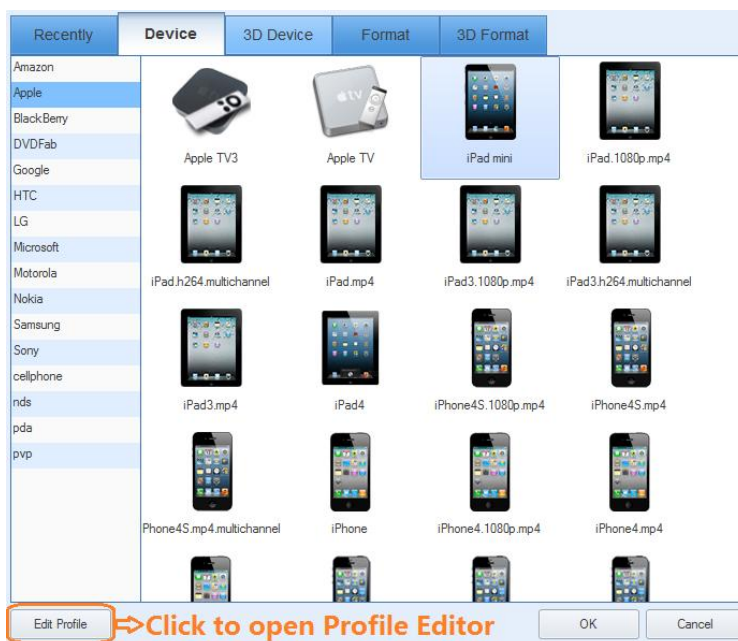 Recently Device 3D Device Format 3D Format
Amazon
Apple
BlackBerry
DVDFab
Google
HTC
LG
Microsoft
Motorola
Nokia
Samsung
Sony
cellphone
nds
pda
pvp
tv
Apple TV3 Apple TV iPad mini iPad.1080p.mp4
iPad.h264.multichannel iPad.mp4 iPad3.1080p.mp4 iPad3.h264.multichannel
iPad3.mp4 iPad4 iPhone4S.1080p.mp4 iPhone4S.mp4
Phone4S.mp4.multichannel iPhone iPhone4.1080p.mp4 iPhone4.mp4
Edit Profile Click to open Profile Editor OK Cancel